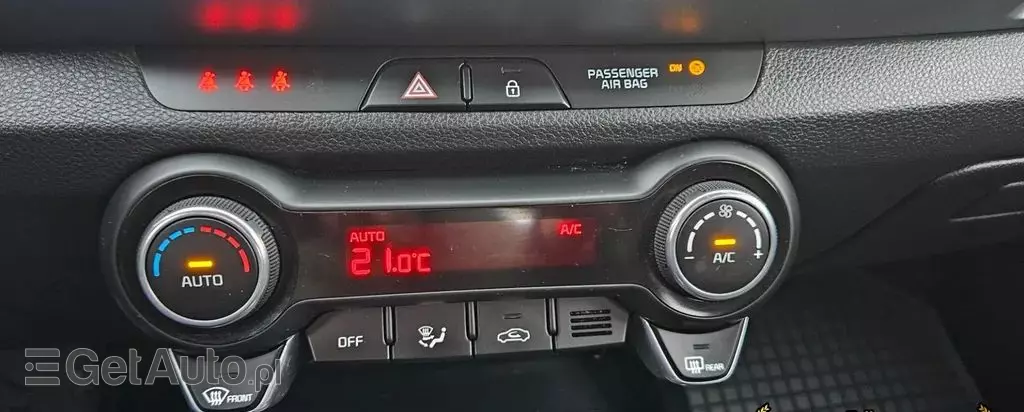 PASSENGER
AIR BAG
ON
AUTO
A/C
21.0°C
AUTO
A/C
- +
OFF
FRONT
REAR
GetAuto.pl